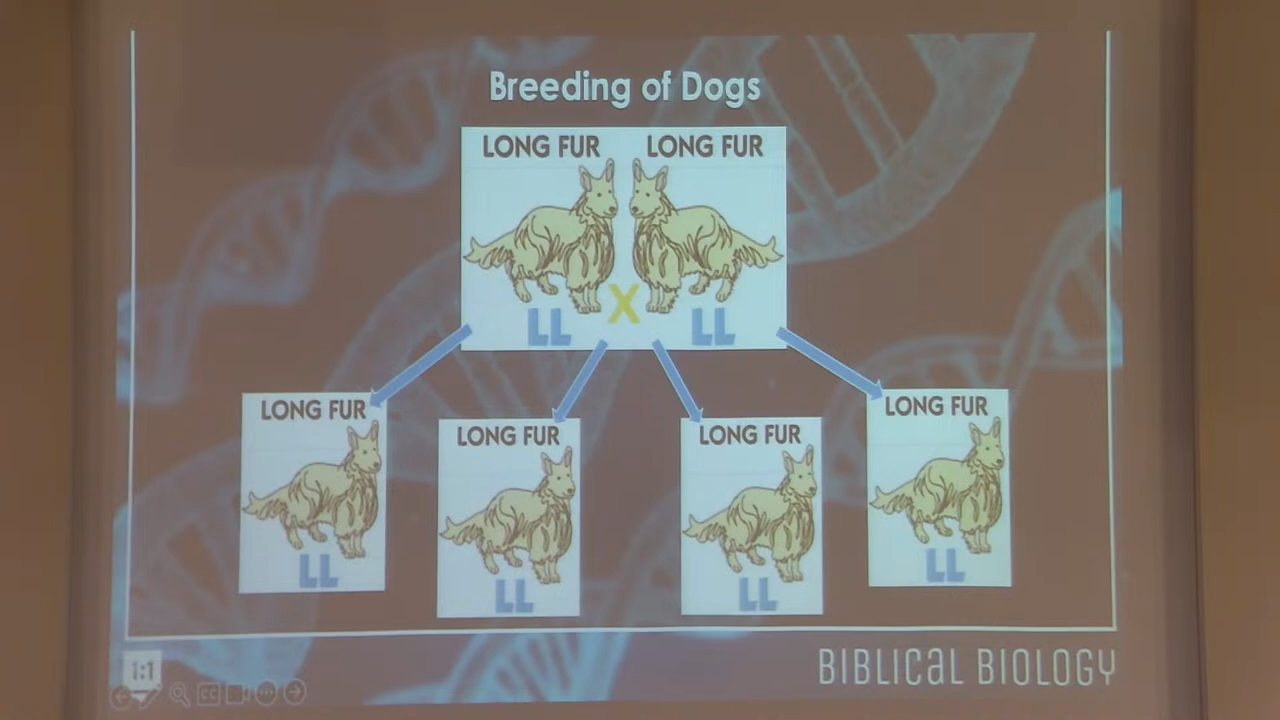 Breeding of Dogs
LONG FUR LONG FUR
X
LL LL
LONG FUR
LONG FUR
LONG FUR
LONG FUR
LL
LL
LL
LL
1:1
CC
BIBLICAL BIOLOGY